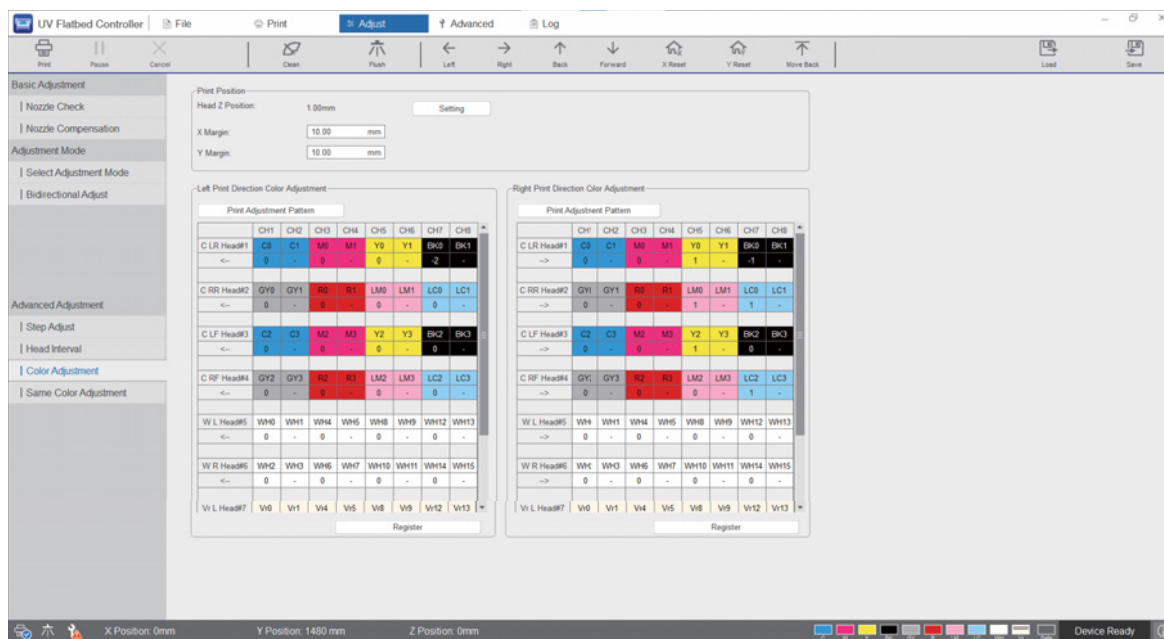 UV Flatbed Controller File Print Adjust Advanced Log
Print Pause Cancel Clean Flush Left Right Back Forward X Reset Y Reset Move Back Load Save
Basic Adjustment
Nozzle Check
Nozzle Compensation
Adjustment Mode
Select Adjustment Mode
Bidirectional Adjust
Advanced Adjustment
Step Adjust
Head Interval
Color Adjustment
Same Color Adjustment
Print Position
Head Z Position: 1.00mm Setting
X Margin: 10.00 mm
Y Margin: 10.00 mm
Left Print Direction Color Adjustment
Print Adjustment Pattern
CH1 CH2 CH3 CH4 CH5 CH6 CH7 CH8
C LR Head#1 C0 C1 M0 M1 Y0 Y1 BK0 BK1
<-- 0 - 0 - 0 - -2 -
C RR Head#2 GY0 GY1 R0 R1 LM0 LM1 LC0 LC1
<-- 0 - 0 - 0 - 0 -
C LF Head#3 C2 C3 M2 M3 Y2 Y3 BK2 BK3
<-- 0 - 0 - 0 - 0 -
C RF Head#4 GY2 GY3 R2 R3 LM2 LM3 LC2 LC3
<-- 0 - 0 - 0 - 0 -
W L Head#5 WH0 WH1 WH4 WH5 WH8 WH9 WH12 WH13
<-- 0 - 0 - 0 - 0 -
W R Head#6 WH2 WH3 WH6 WH7 WH10 WH11 WH14 WH15
<-- 0 - 0 - 0 - 0 -
Vr L Head#7 Vr0 Vr1 Vr4 Vr5 Vr8 Vr9 Vr12 Vr13
Register
Right Print Direction Color Adjustment
Print Adjustment Pattern
CH CH2 CH3 CH4 CH5 CH6 CH7 CH8
C LR Head#1 C0 C1 M0 M1 Y0 Y1 BK0 BK1
--> 0 - 0 - 1 - -1 -
C RR Head#2 GY GY1 R0 R1 LM0 LM1 LC0 LC1
--> 0 - 0 - 1 - 1 -
C LF Head#3 C2 C3 M2 M3 Y2 Y3 BK2 BK3
--> 0 - 0 - 1 - 0 -
C RF Head#4 GY GY3 R2 R3 LM2 LM3 LC2 LC3
--> 0 - 0 - 0 - 1 -
W L Head#5 WH WH1 WH4 WH5 WH8 WH9 WH12 WH13
--> 0 - 0 - 0 - 0 -
W R Head#6 WH WH3 WH6 WH7 WH10 WH11 WH14 WH15
--> 0 - 0 - 0 - 0 -
Vr L Head#7 Vr0 Vr1 Vr4 Vr5 Vr8 Vr9 Vr12 Vr13
Register
X Position: 0mm Y Position: 1480 mm Z Position: 0mm Device Ready